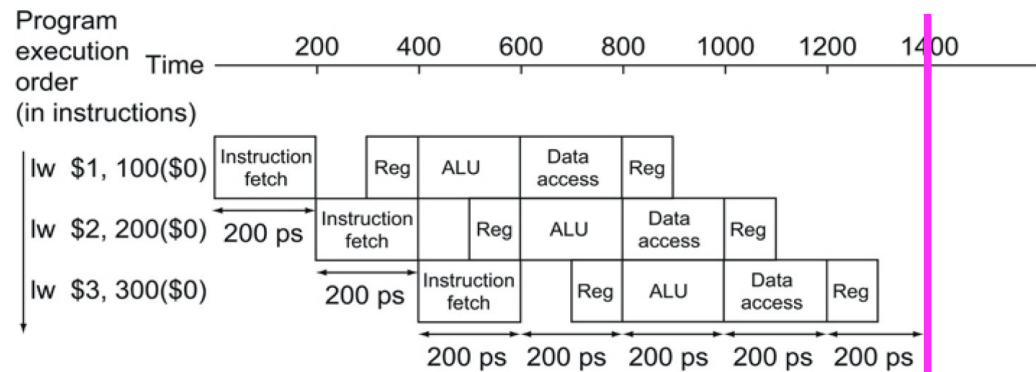 Program
execution
order
(in instructions)
Time
200 400 600 800 1000 1200 1400
lw $1, 100($0)
Instruction
fetch
Reg
ALU
Data
access
Reg
200 ps
lw $2, 200($0)
Instruction
fetch
Reg
ALU
Data
access
Reg
200 ps
lw $3, 300($0)
Instruction
fetch
Reg
ALU
Data
access
Reg
200 ps 200 ps 200 ps 200 ps 200 ps